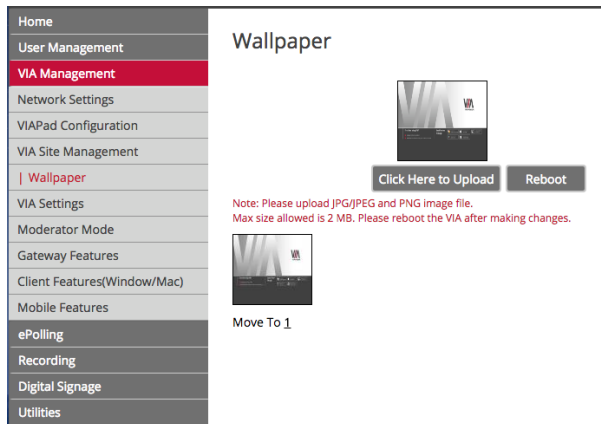 Home
User Management
VIA Management
Network Settings
VIAPad Configuration
VIA Site Management
| Wallpaper
VIA Settings
Moderator Mode
Gateway Features
Client Features(Window/Mac)
Mobile Features
ePolling
Recording
Digital Signage
Utilities
Wallpaper
VIA
Click Here to Upload
Reboot
Note: Please upload JPG/JPEG and PNG image file.
Max size allowed is 2 MB. Please reboot the VIA after making changes.
VIA
Move To 1